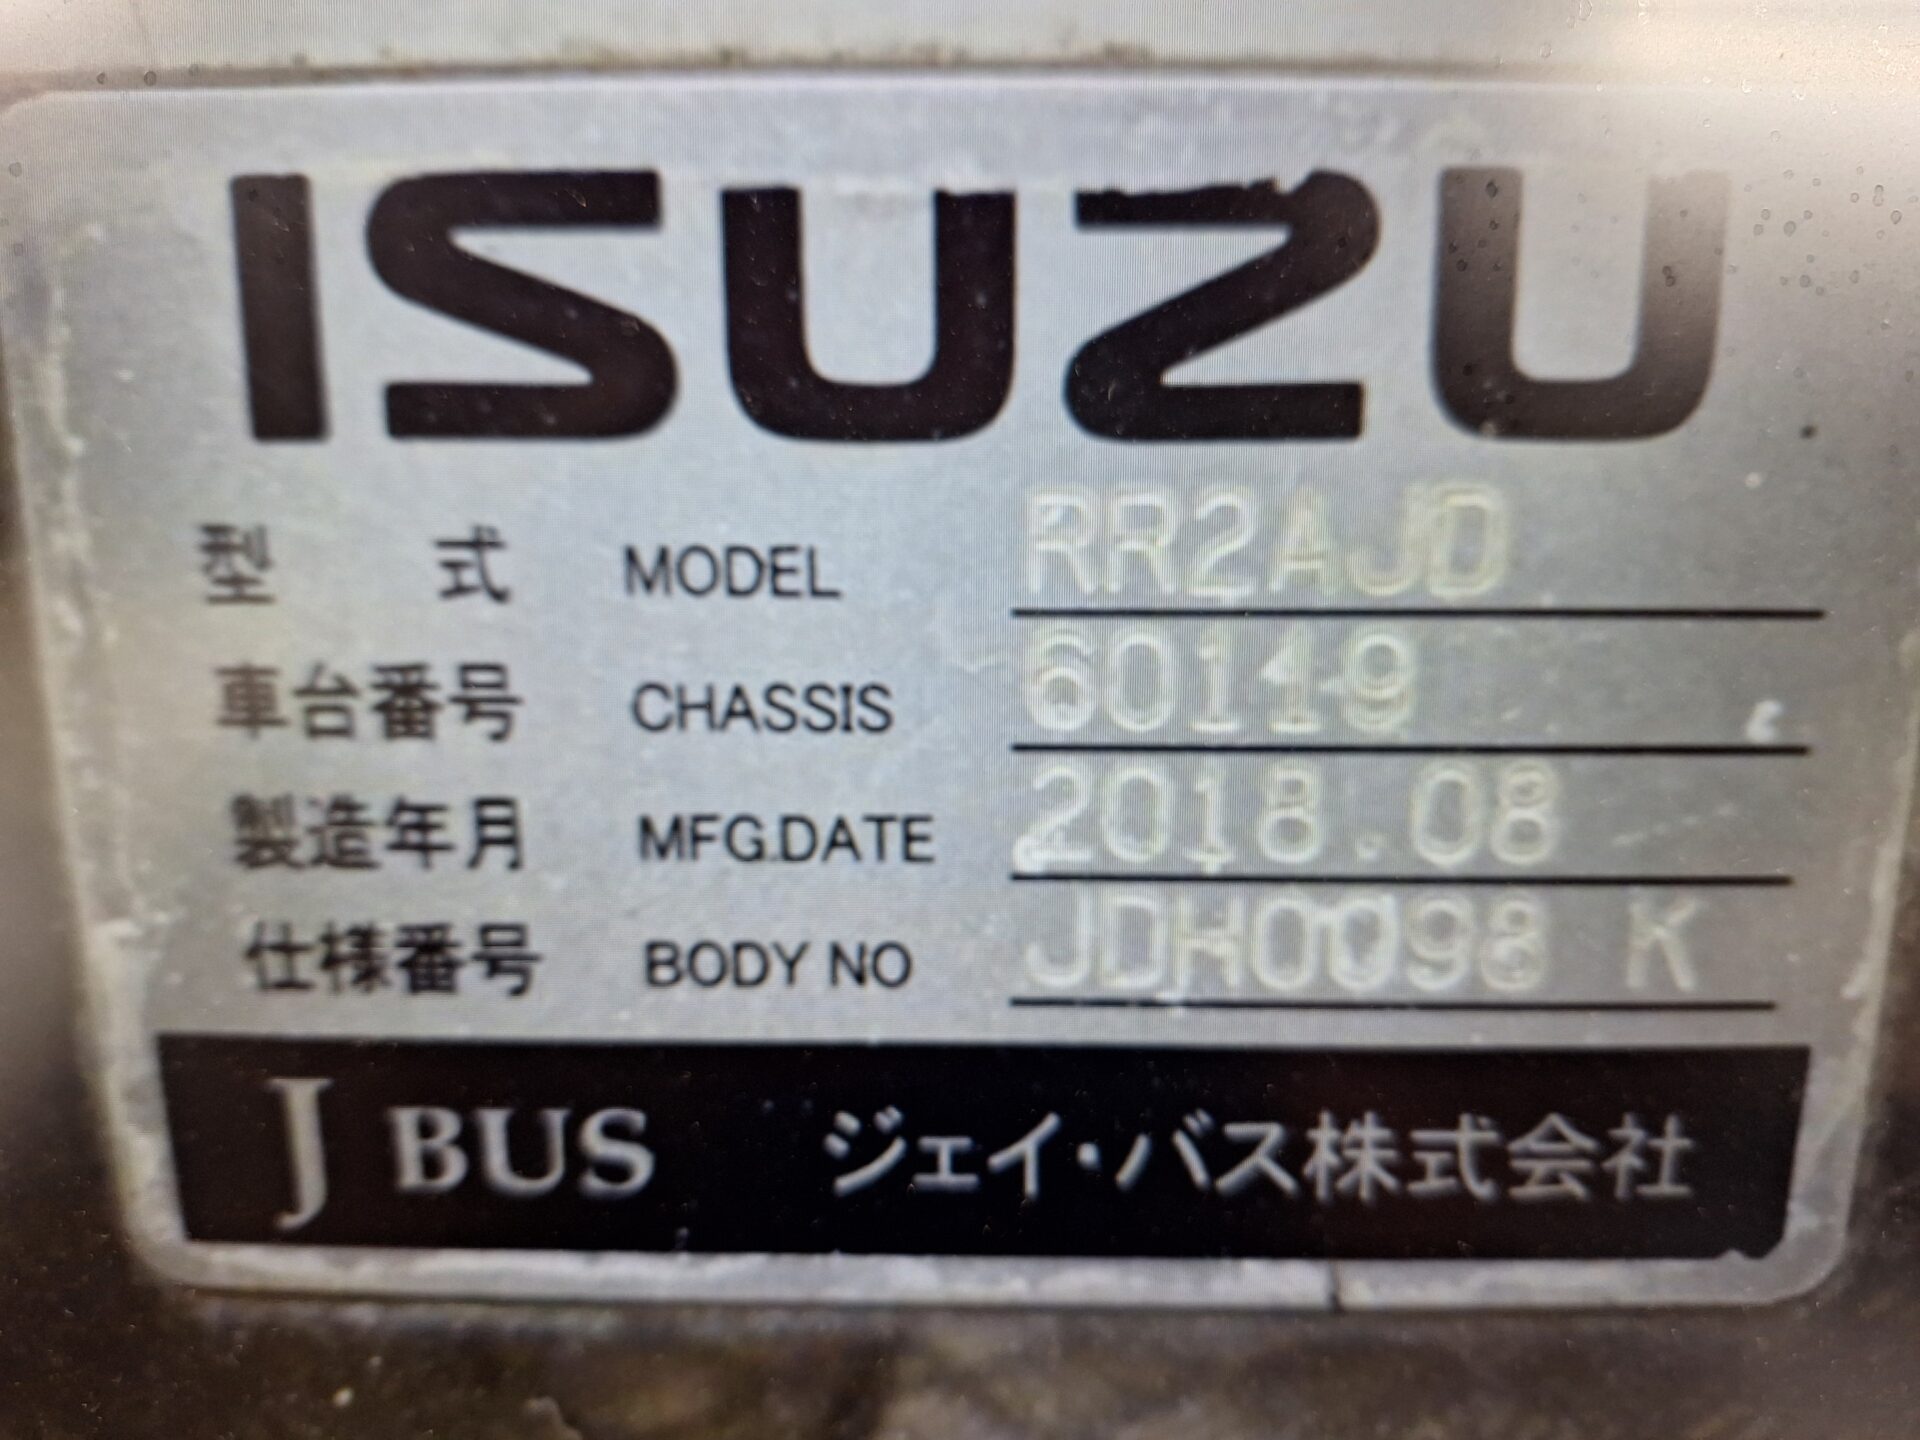 ISUZU
型 式 MODEL RR2AJD
車台番号 CHASSIS 60119
製造年月 MFG.DATE 2018.08
仕様番号 BODY NO JDH0098 K
J BUS ジェイ・バス株式会社